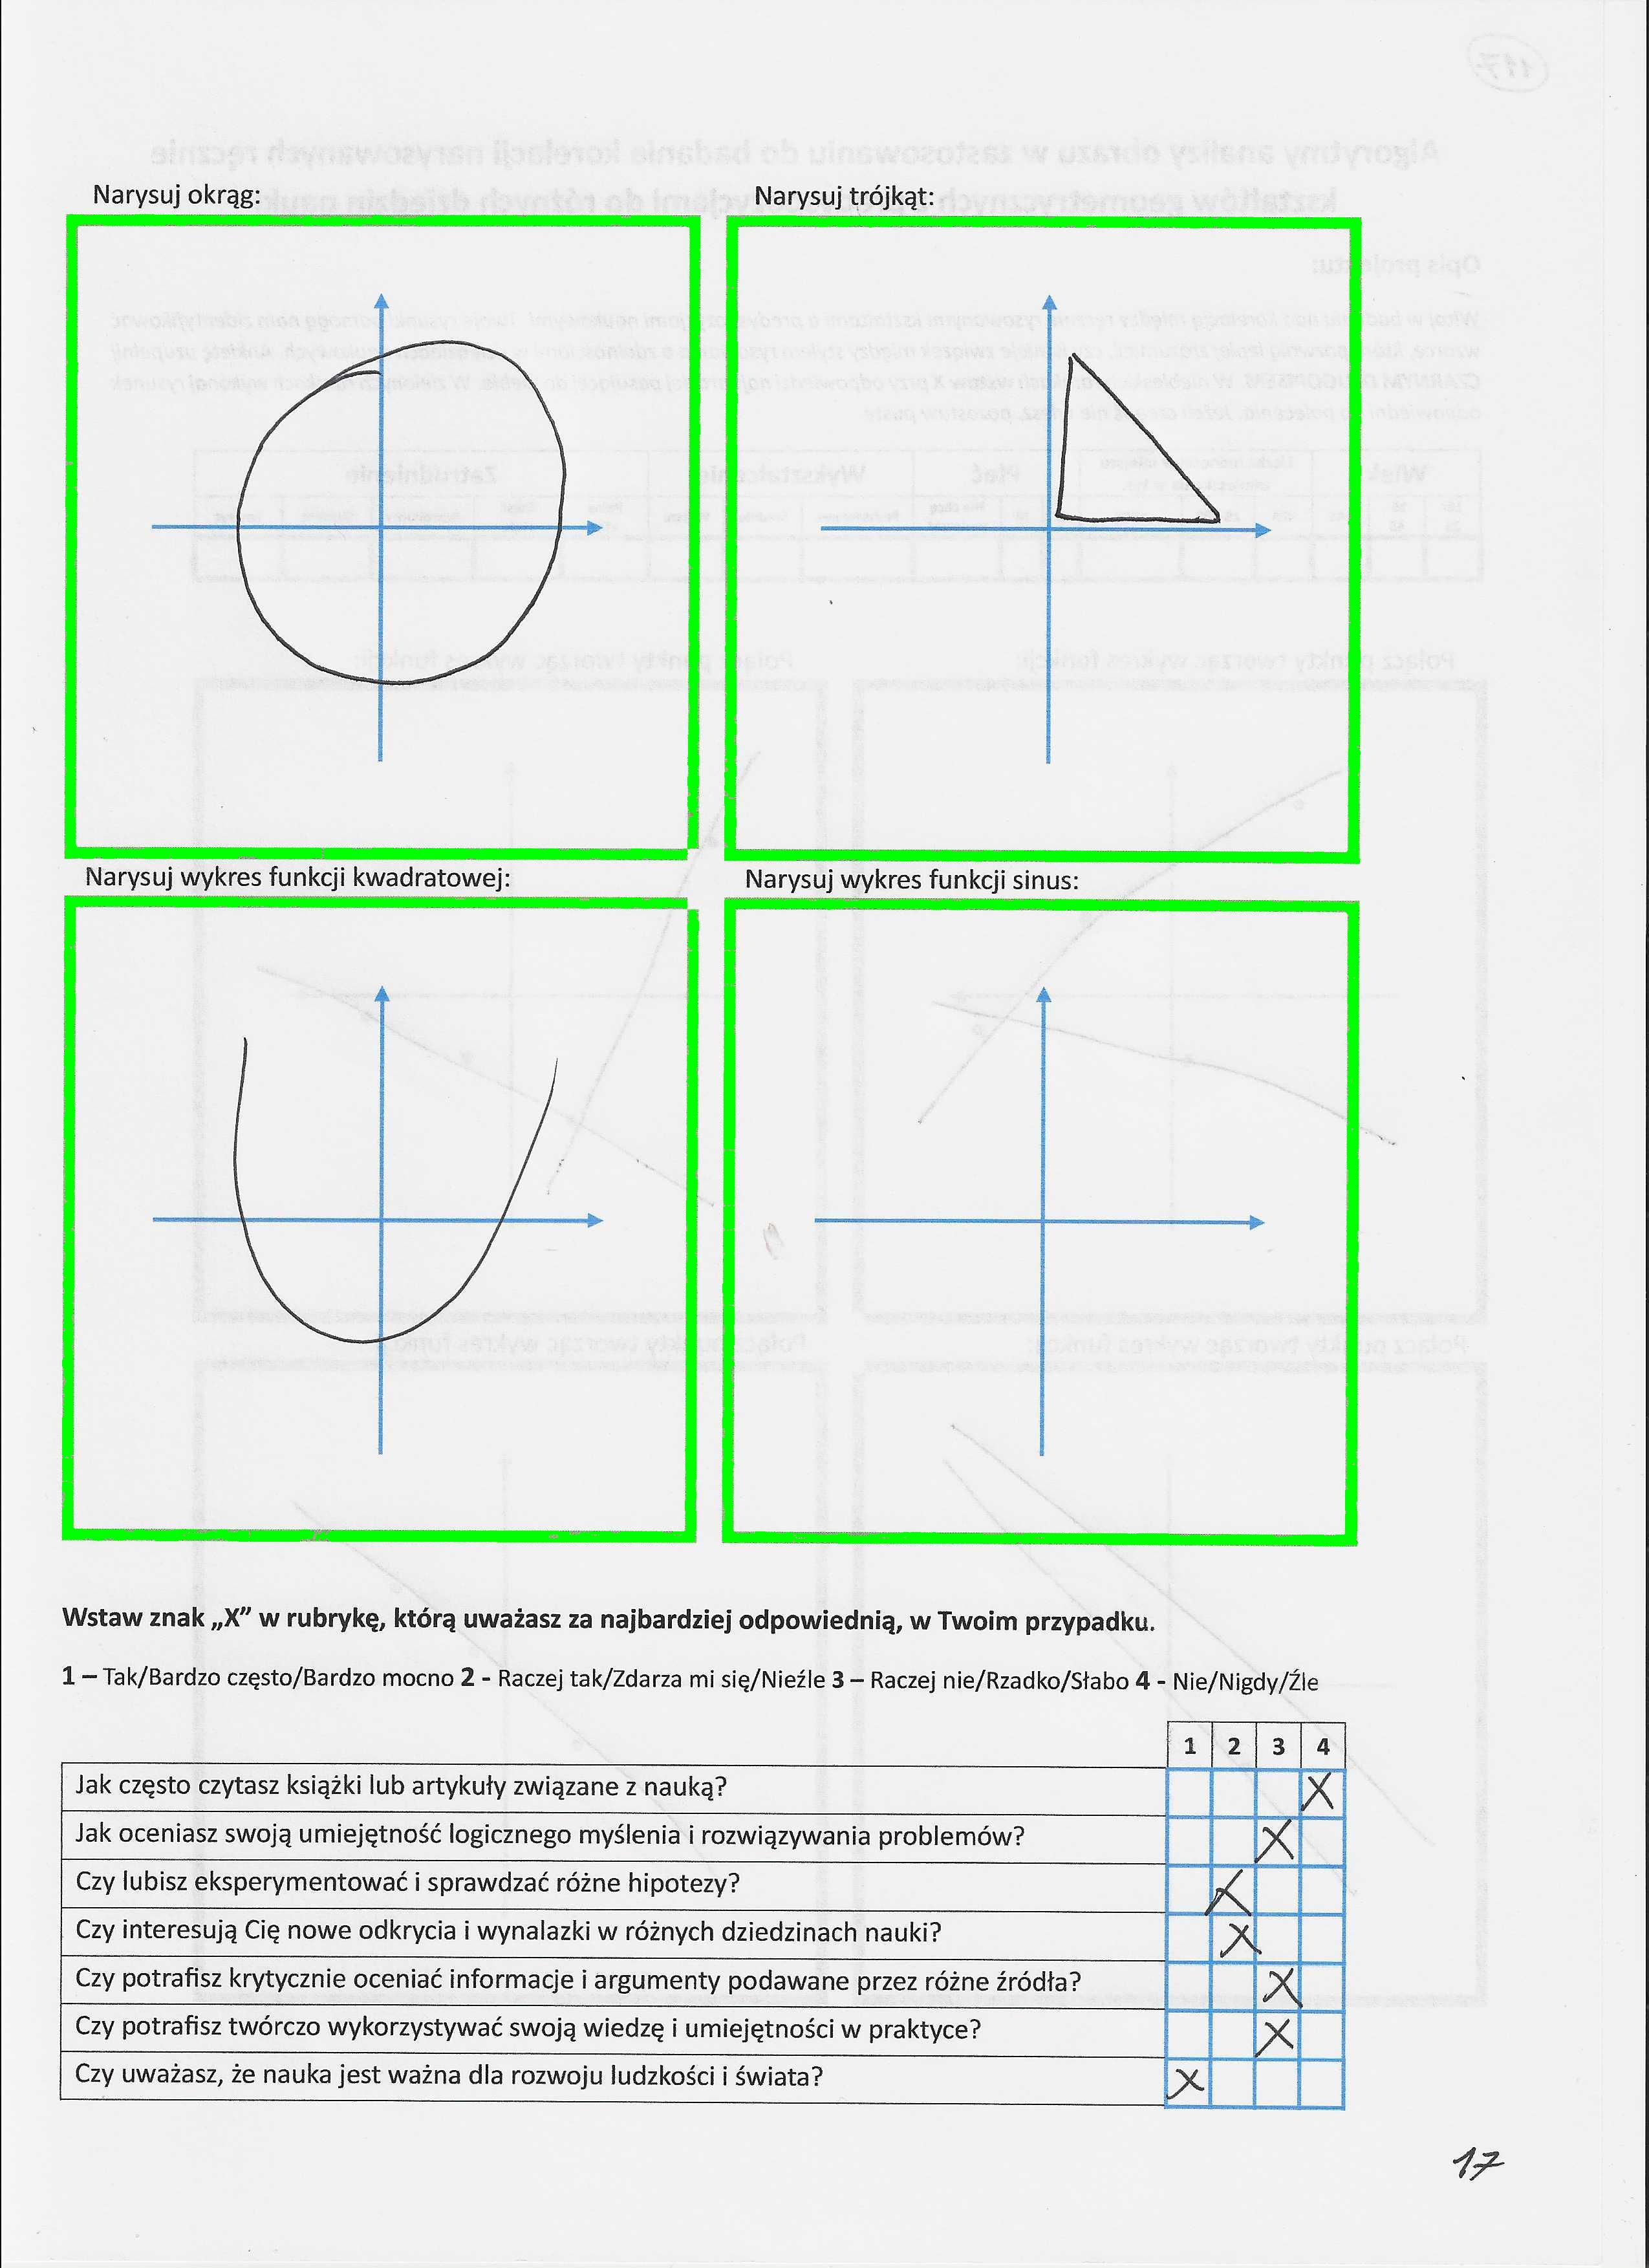 Narysuj okrąg:
Narysuj trójkąt:
Narysuj wykres funkcji kwadratowej:
Narysuj wykres funkcji sinus:
Wstaw znak „X” w rubrykę, którą uważasz za najbardziej odpowiednią, w Twoim przypadku.
1 – Tak/Bardzo często/Bardzo mocno 2 - Raczej tak/Zdarza mi się/Nieźle 3 – Raczej nie/Rzadko/Słabo 4 - Nie/Nigdy/Źle
1 2 3 4
Jak często czytasz książki lub artykuły związane z nauką? X
Jak oceniasz swoją umiejętność logicznego myślenia i rozwiązywania problemów? X
Czy lubisz eksperymentować i sprawdzać różne hipotezy? X
Czy interesują Cię nowe odkrycia i wynalazki w różnych dziedzinach nauki? X
Czy potrafisz krytycznie oceniać informacje i argumenty podawane przez różne źródła? X
Czy potrafisz twórczo wykorzystywać swoją wiedzę i umiejętności w praktyce? X
Czy uważasz, że nauka jest ważna dla rozwoju ludzkości i świata? X
17